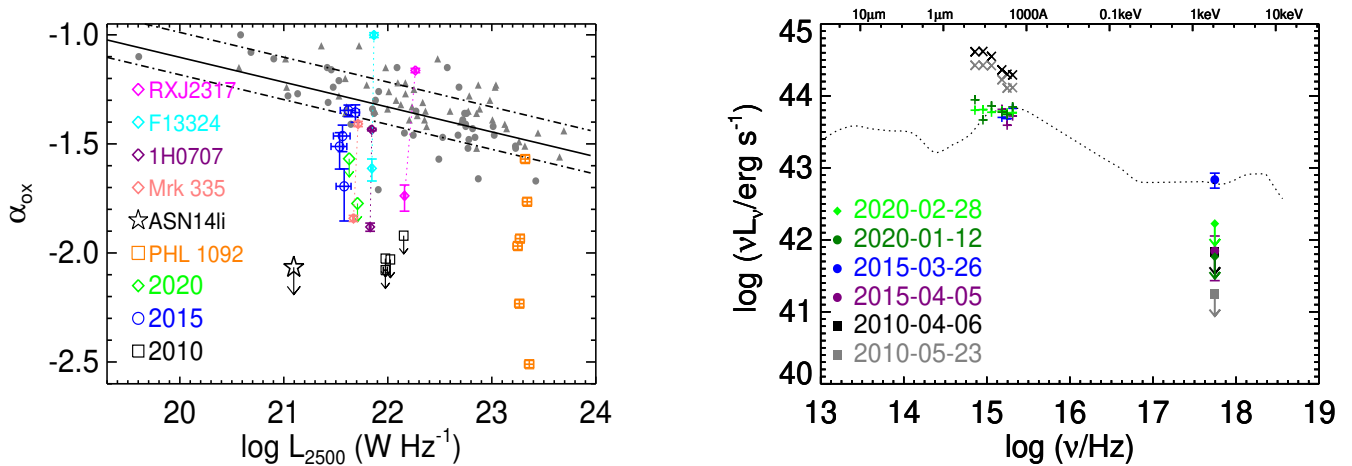 -1.0
-1.5
-2.0
-2.5
αox
RXJ2317
F13324
1H0707
Mrk 335
ASN14li
PHL 1092
2020
2015
2010
20 21 22 23 24
log L2500 (W Hz-1)
10μm 1μm 1000A 0.1keV 1keV 10keV
45
44
43
42
41
40
log (νLν/erg s-1)
2020-02-28
2020-01-12
2015-03-26
2015-04-05
2010-04-06
2010-05-23
13 14 15 16 17 18 19
log (ν/Hz)